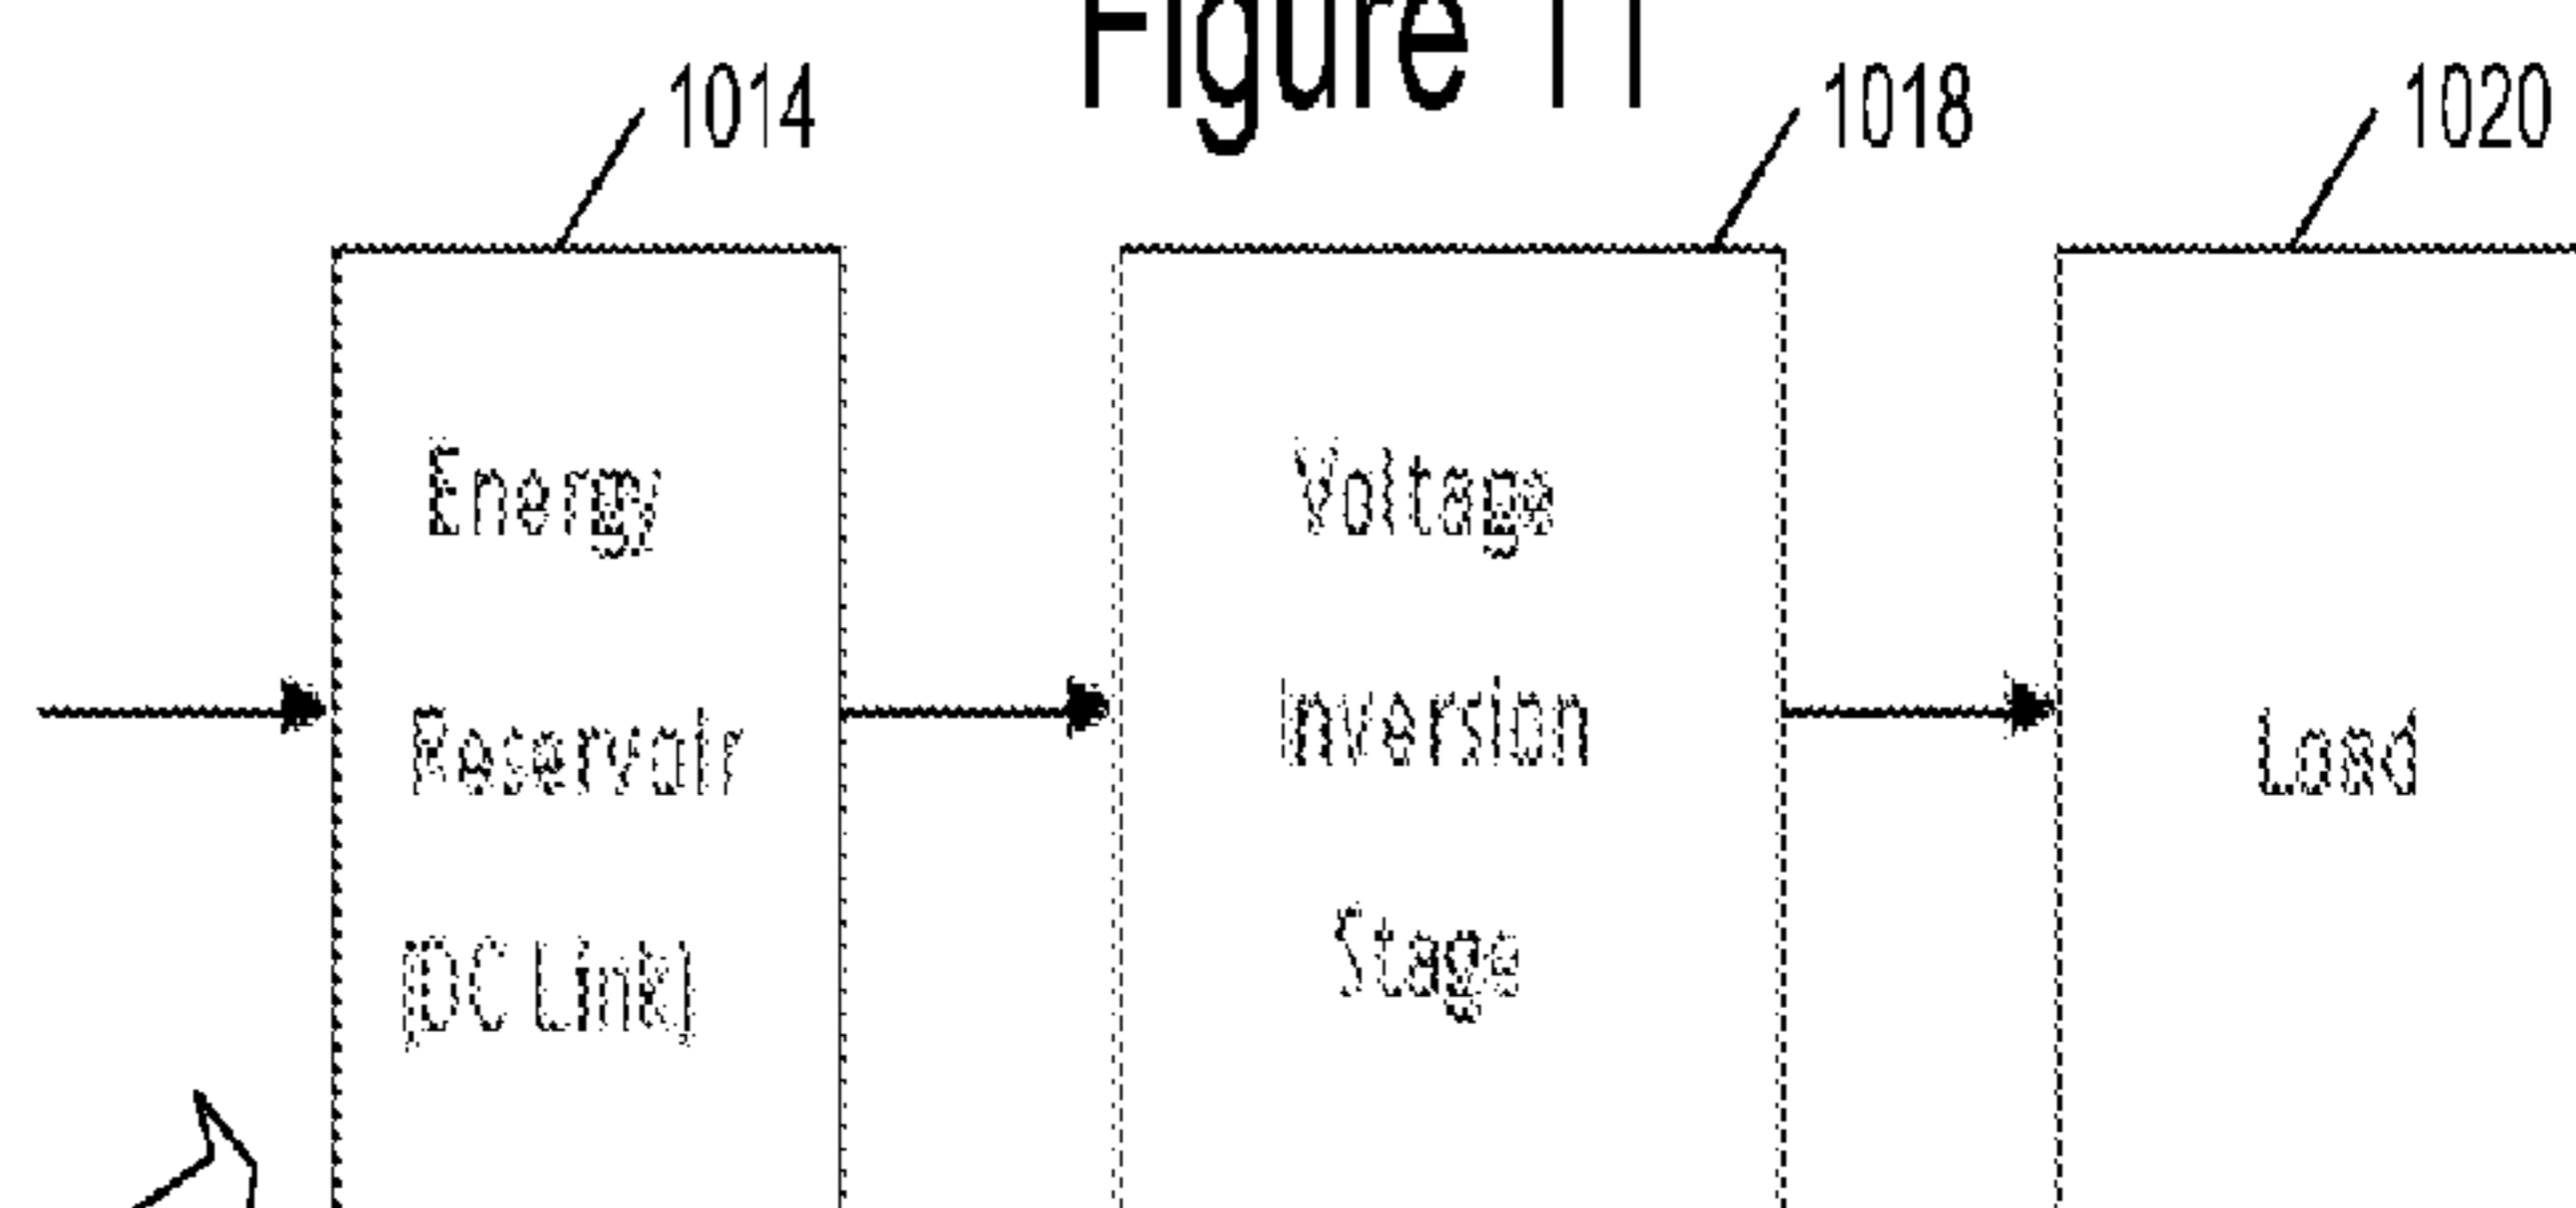 Figure 11
1014
1018
1020
Energy
Reservoir
(DC Link)
Voltage
Inversion
Stage
Load